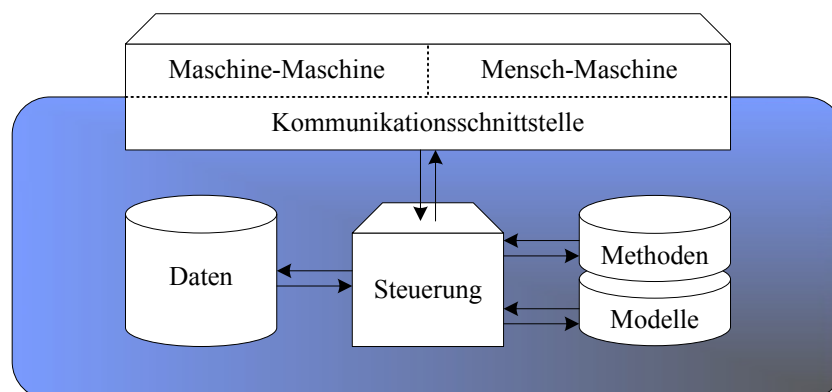 Maschine-Maschine
Mensch-Maschine
Kommunikationsschnittstelle
Daten
Steuerung
Methoden
Modelle